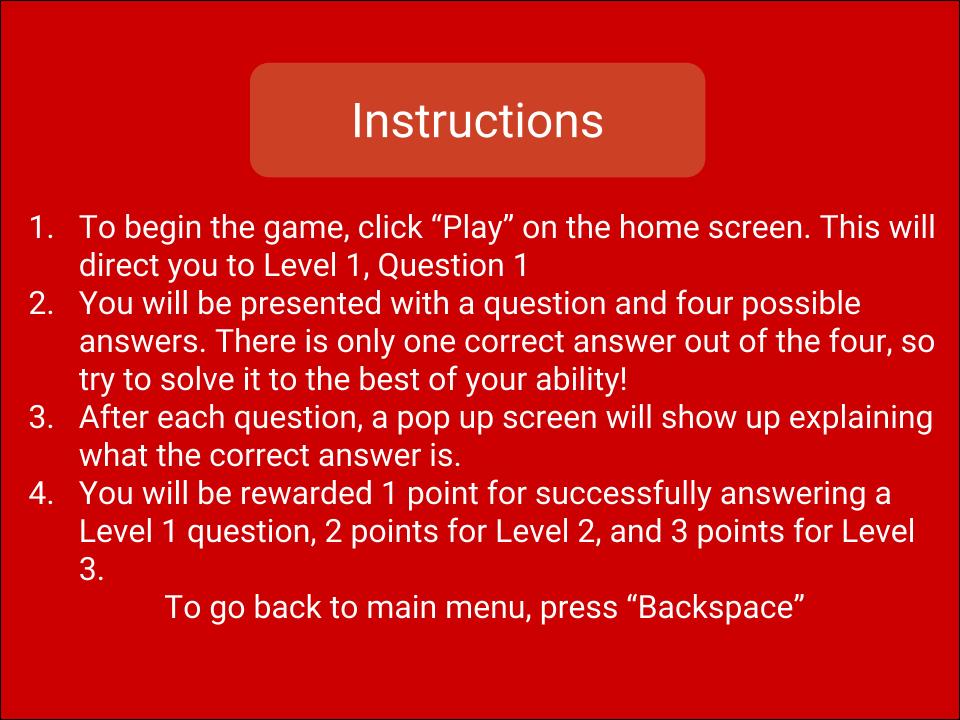 Instructions
1. To begin the game, click “Play” on the home screen. This will
direct you to Level 1, Question 1
2. You will be presented with a question and four possible
answers. There is only one correct answer out of the four, so
try to solve it to the best of your ability!
3. After each question, a pop up screen will show up explaining
what the correct answer is.
4. You will be rewarded 1 point for successfully answering a
Level 1 question, 2 points for Level 2, and 3 points for Level
3.
To go back to main menu, press “Backspace”